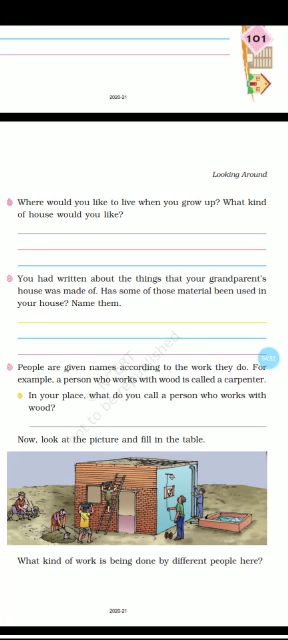 101
2020-21
Looking Around
Where would you like to live when you grow up? What kind
of house would you like?
You had written about the things that your grandparent's
house was made of. Has some of those material been used in
your house? Name them.
People are given names according to the work they do. For
example, a person who works with wood is called a carpenter.
In your place, what do you call a person who works with
wood?
Now, look at the picture and fill in the table.
What kind of work is being done by different people here?
2020-21